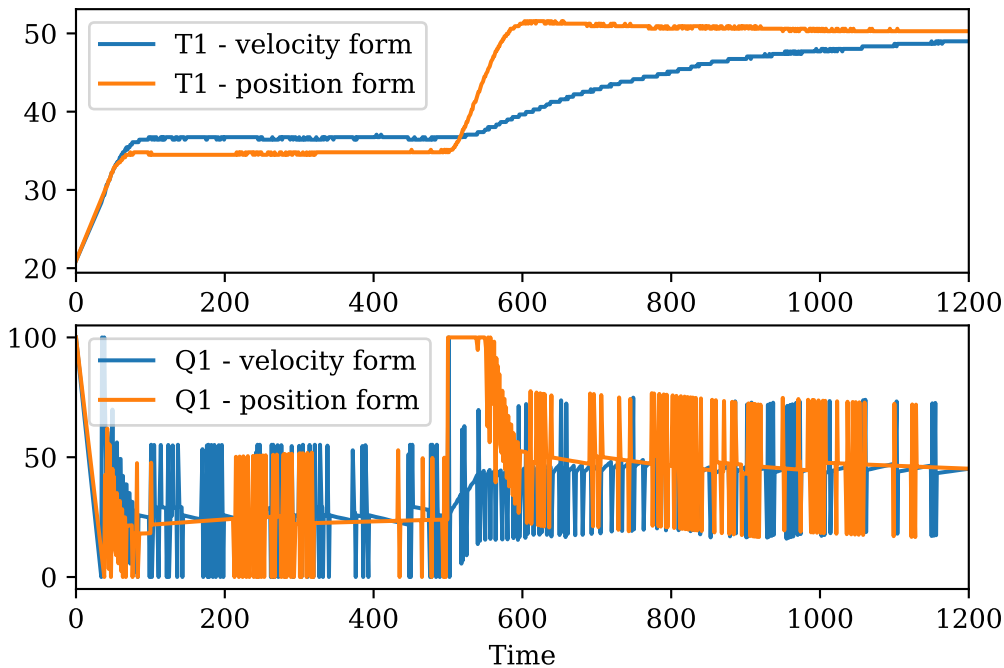 50
T1 - velocity form
40
T1 - position form
30
20
0 200 400 600 800 1000 1200
100
Q1 - velocity form
Q1 - position form
50
0
0 200 400 600 800 1000 1200
Time